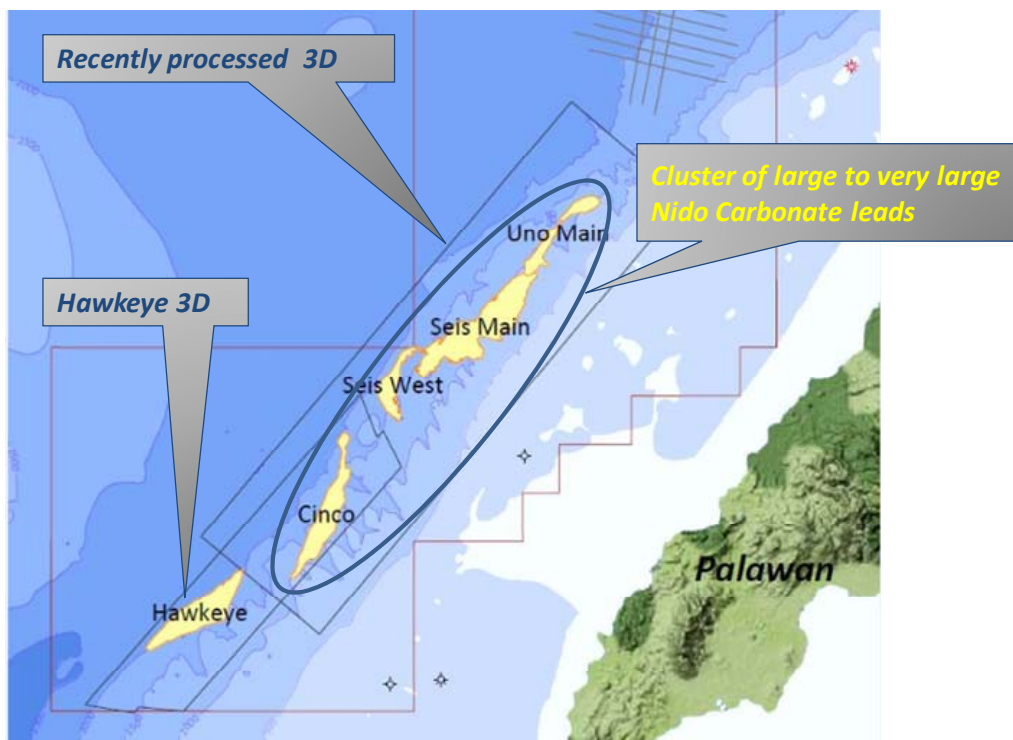 Recently processed 3D
Cluster of large to very large
Nido Carbonate leads
Uno Main
Hawkeye 3D
Seis Main
Seis West
Cinco
Palawan
Hawkeye